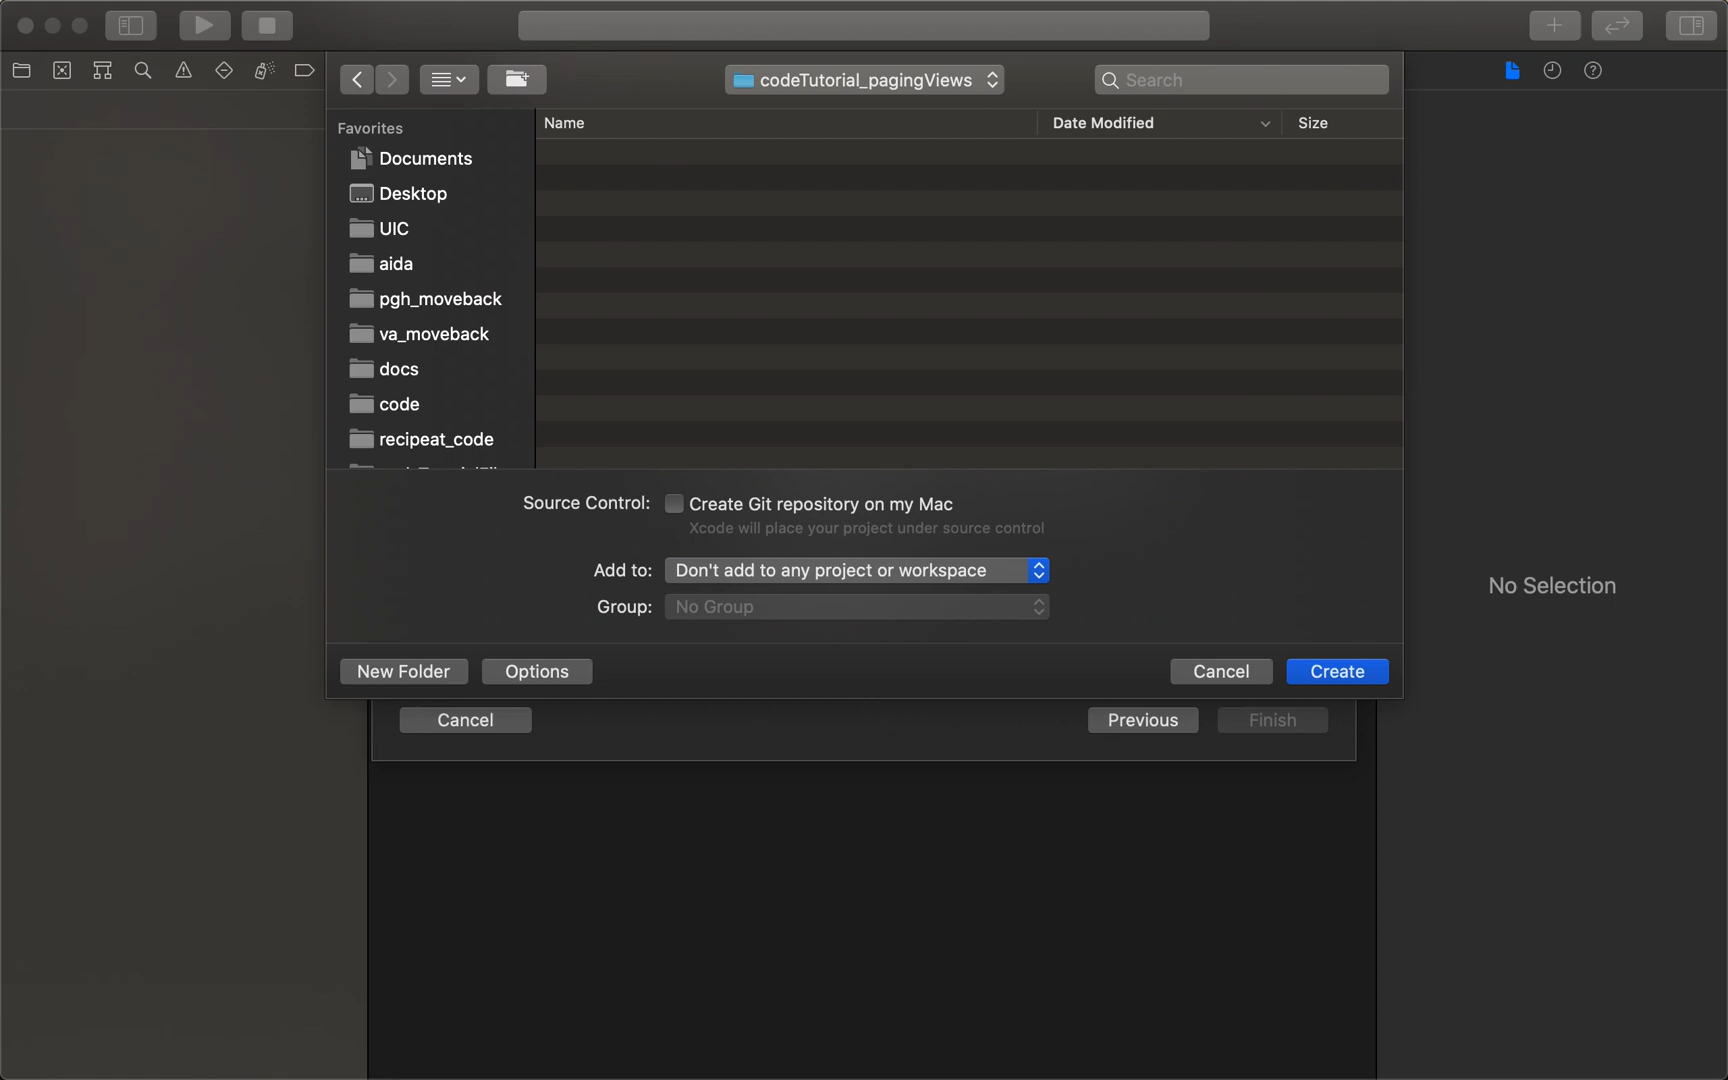 codeTutorial_pagingViews
Search
Favorites
Name
Date Modified
Size
Documents
Desktop
UIC
aida
pgh_moveback
va_moveback
docs
code
recipeat_code
Source Control:
Create Git repository on my Mac
Xcode will place your project under source control
Add to:
Don't add to any project or workspace
No Selection
Group:
No Group
New Folder
Options
Cancel
Create
Cancel
Previous
Finish